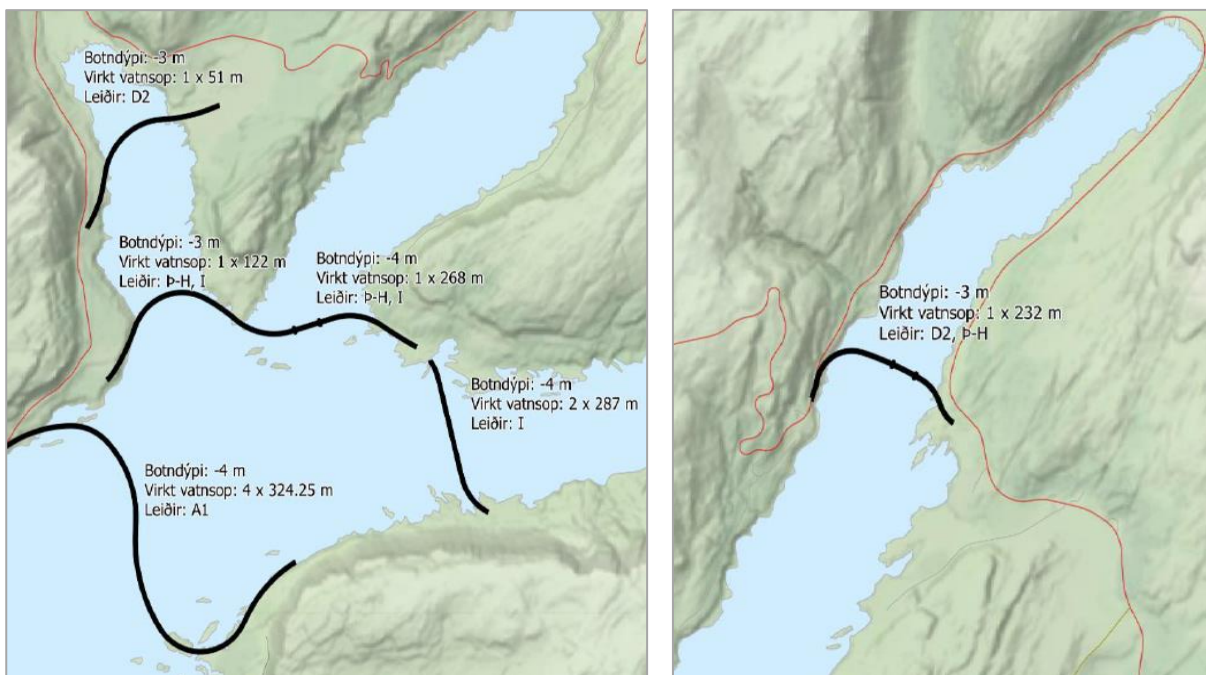 Botndýpi: -3 m
Virkt vatnsop: 1 x 51 m
Leiðir: D2
Botndýpi: -3 m
Virkt vatnsop: 1 x 122 m
Leiðir: Þ-H, I
Botndýpi: -4 m
Virkt vatnsop: 1 x 268 m
Leiðir: Þ-H, I
Botndýpi: -4 m
Virkt vatnsop: 2 x 287 m
Leiðir: I
Botndýpi: -4 m
Virkt vatnsop: 4 x 324.25 m
Leiðir: A1
Botndýpi: -3 m
Virkt vatnsop: 1 x 232 m
Leiðir: D2, Þ-H